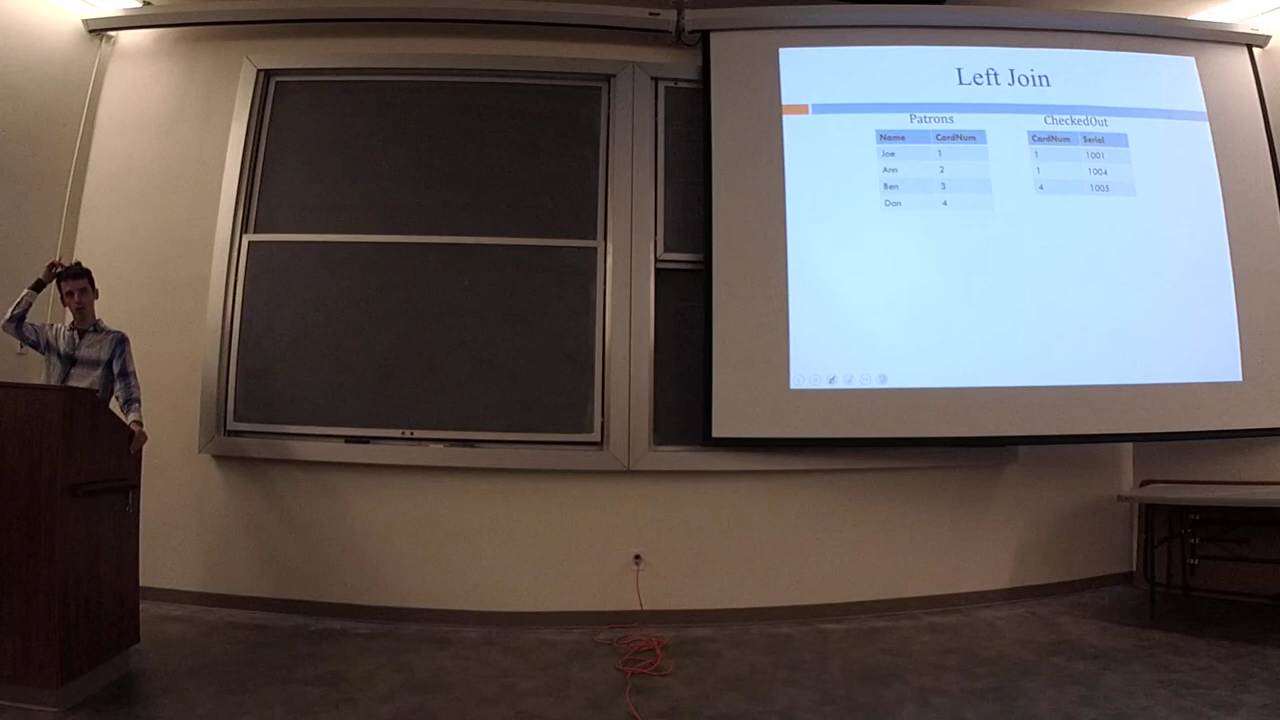 Left Join
Patrons
Name CardNum
Joe 1
Ann 2
Ben 3
Dan 4
CheckedOut
CardNum Serial
1 1001
1 1004
4 1005